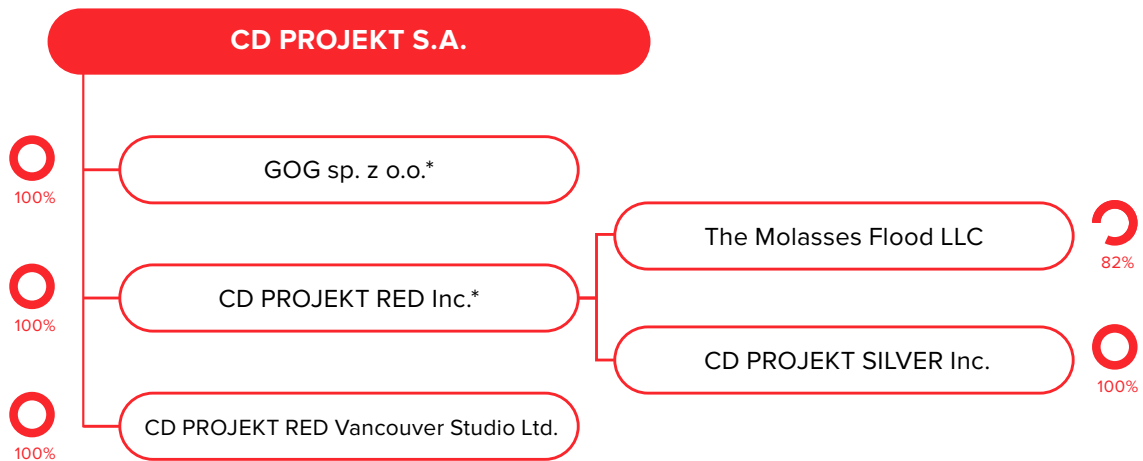 CD PROJEKT S.A.
GOG sp. z o.o.*
100%
The Molasses Flood LLC
82%
CD PROJEKT RED Inc.*
100%
CD PROJEKT SILVER Inc.
100%
CD PROJEKT RED Vancouver Studio Ltd.
100%